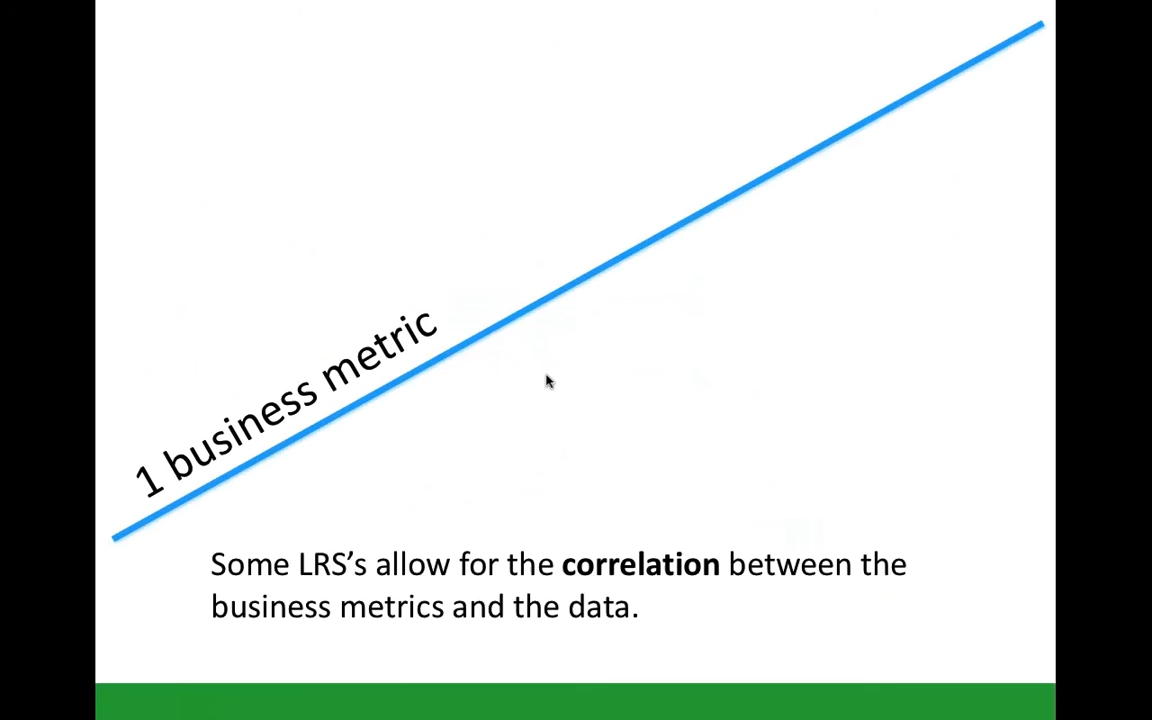 1 business metric
Some LRS’s allow for the correlation between the
business metrics and the data.